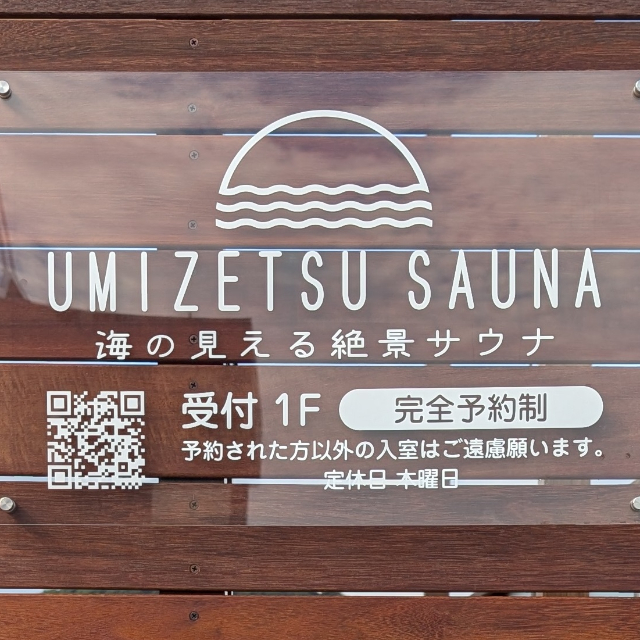 UMIZETSU SAUNA
海の見える絶景サウナ
受付 1F 完全予約制
予約された方以外の入室はご遠慮願います。
定休日 木曜日